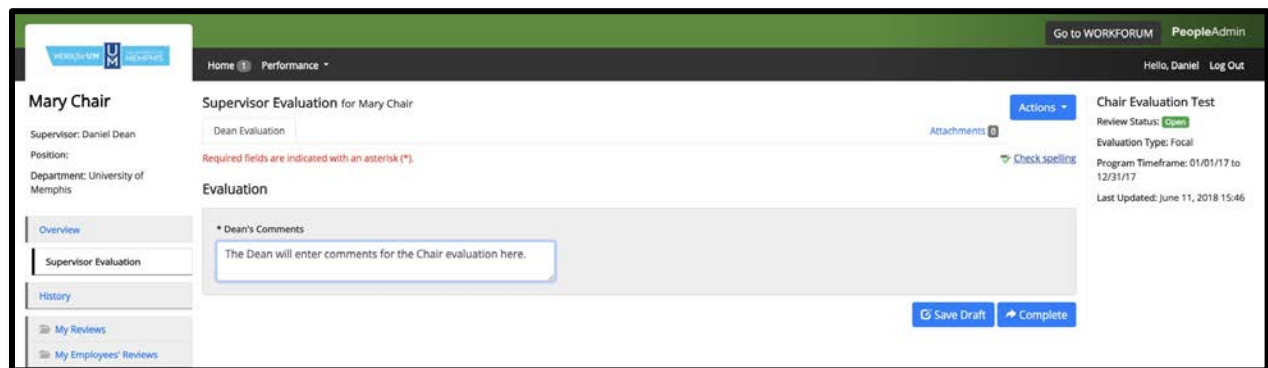 Go to WORKFORUM PeopleAdmin
WORKforUM UM MEMPHIS
Home 1 Performance
Hello, Daniel Log Out
Mary Chair
Supervisor: Daniel Dean
Position:
Department: University of
Memphis
Overview
Supervisor Evaluation
History
My Reviews
My Employees' Reviews
Supervisor Evaluation for Mary Chair
Actions
Dean Evaluation
Attachments 0
Required fields are indicated with an asterisk (*).
Check spelling
Evaluation
* Dean's Comments
The Dean will enter comments for the Chair evaluation here.
Save Draft
Complete
Chair Evaluation Test
Review Status: Open
Evaluation Type: Focal
Program Timeframe: 01/01/17 to
12/31/17
Last Updated: June 11, 2018 15:46